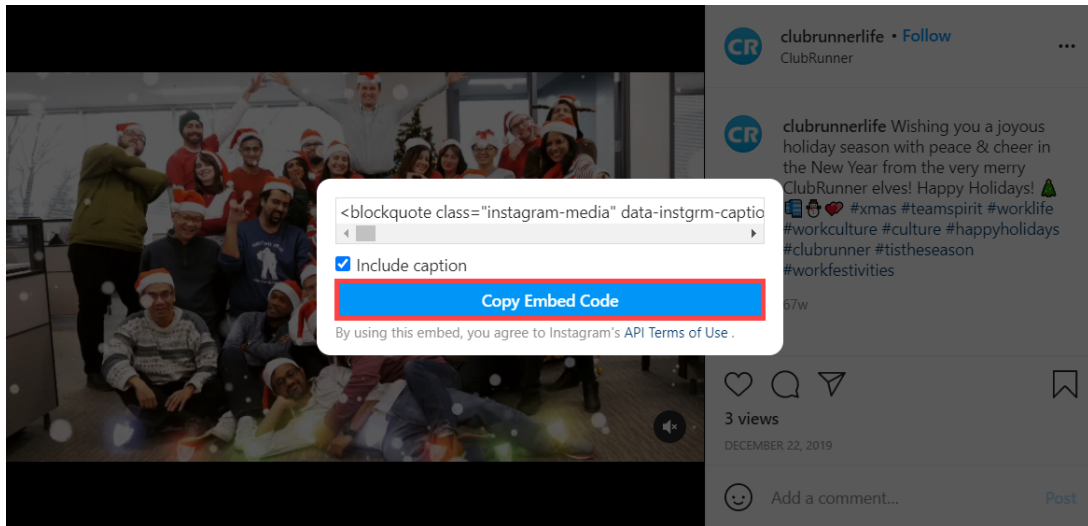 CR
clubrunnerlife • Follow
ClubRunner
...
CR
clubrunnerlife Wishing you a joyous
holiday season with peace & cheer in
the New Year from the very merry
ClubRunner elves! Happy Holidays! 🎄
#xmas #teamspirit #worklife
#workculture #culture #happyholidays
#clubrunner #tistheseason
#workfestivities
67w
<blockquote class="instagram-media" data-instgrm-captio
Include caption
Copy Embed Code
By using this embed, you agree to Instagram's API Terms of Use .
3 views
DECEMBER 22, 2019
Add a comment...
Post